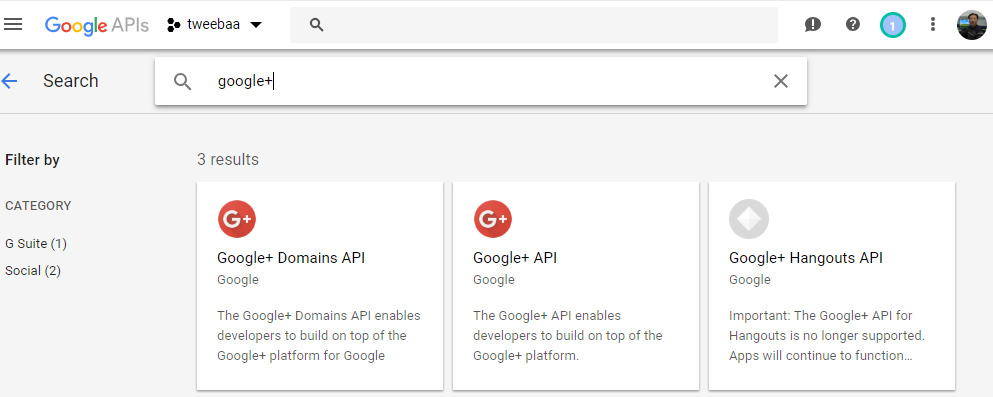 Google APIs tweebaa 1
Search google+
Filter by
3 results
CATEGORY
G Suite (1)
Social (2)
G+
Google+ Domains API
Google
The Google+ Domains API enables
developers to build on top of the
Google+ platform for Google
G+
Google+ API
Google
The Google+ API enables
developers to build on top of the
Google+ platform.
Google+ Hangouts API
Google
Important: The Google+ API for
Hangouts is no longer supported.
Apps will continue to function...